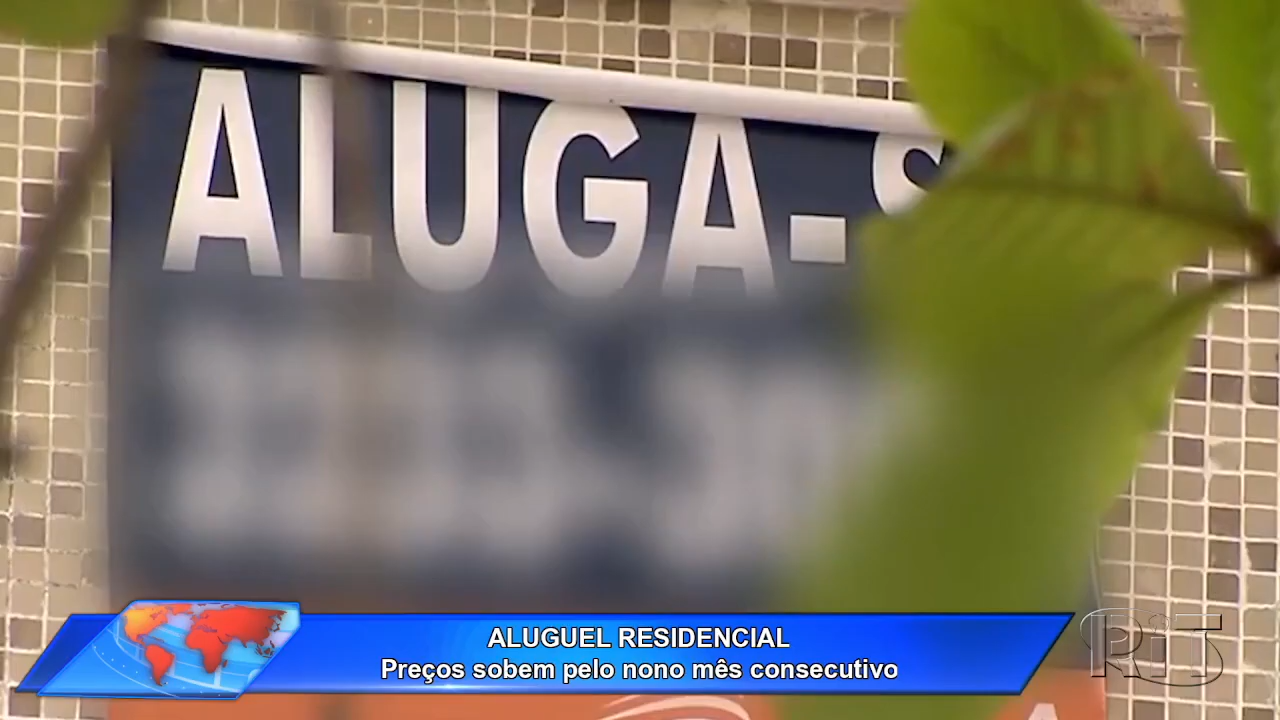 ALUGA-S
ALUGUEL RESIDENCIAL
Preços sobem pelo nono mês consecutivo
RiT